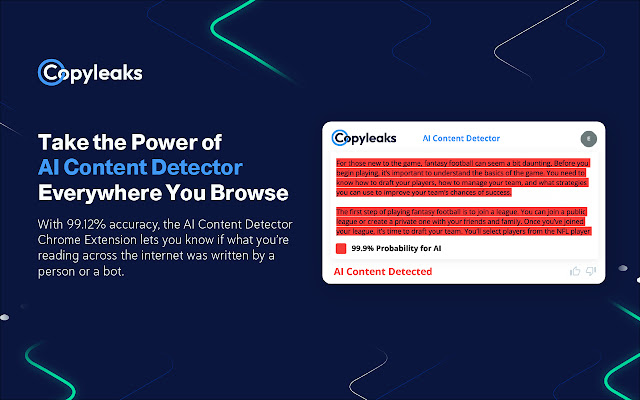 Copyleaks
Take the Power of
AI Content Detector
Everywhere You Browse
With 99.12% accuracy, the AI Content Detector
Chrome Extension lets you know if what you're
reading across the internet was written by a
person or a bot.
Copyleaks
AI Content Detector
E
For those new to the game, fantasy football can seem a bit daunting. Before you
begin playing, it's important to understand the basics of the game. You need to
know how to draft your players, how to manage your team, and what strategies
you can use to improve your team's chances of success.
The first step of playing fantasy football is to join a league. You can join a public
league or create a private one with your friends and family. Once you've joined
your league, it's time to draft your team. You'll select players from the NFL player
99.9% Probability for AI
AI Content Detected